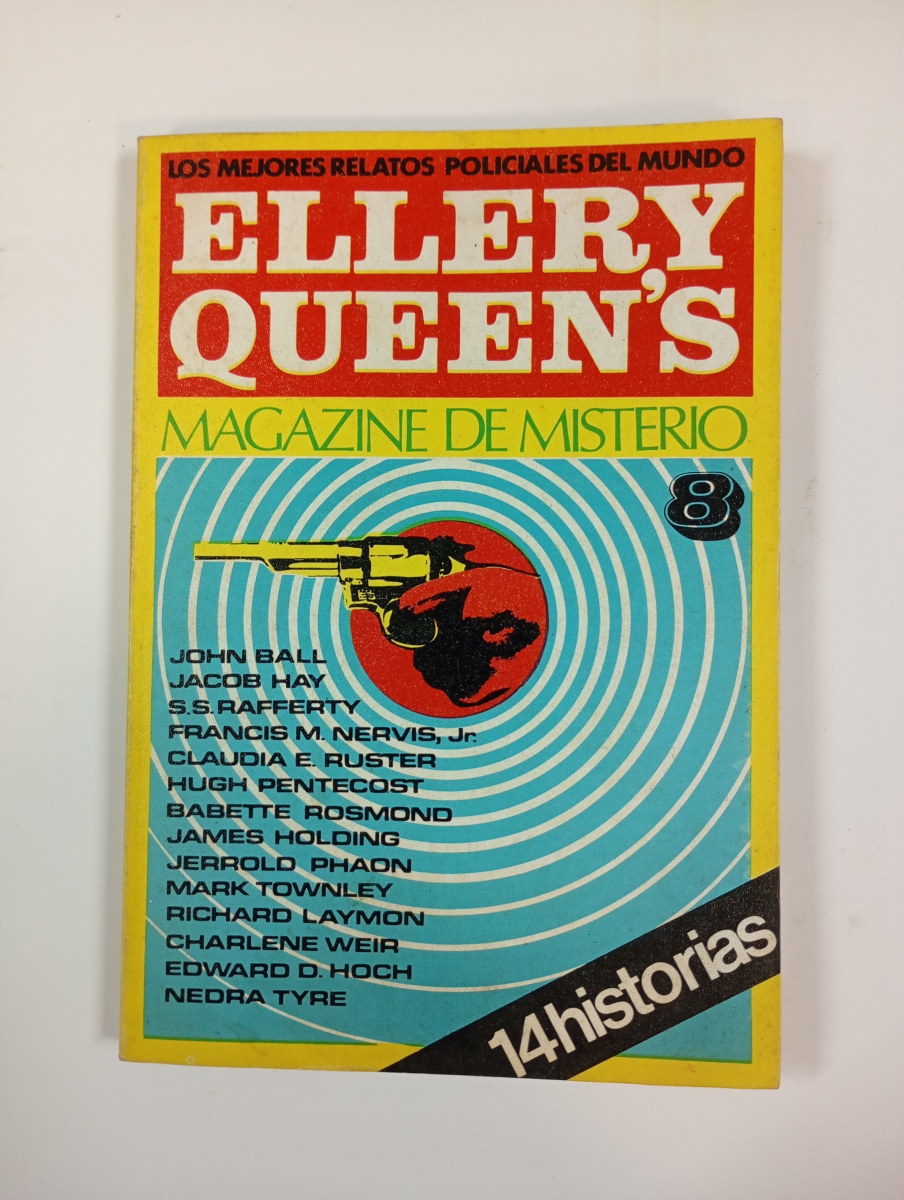 LOS MEJORES RELATOS POLICIALES DEL MUNDO
ELLERY
QUEEN'S
MAGAZINE DE MISTERIO
8
JOHN BALL
JACOB HAY
S.S. RAFFERTY
FRANCIS M. NERVIS, Jr.
CLAUDIA E. RUSTER
HUGH PENTECOST
BABETTE ROSMOND
JAMES HOLDING
JERROLD PHAON
MARK TOWNLEY
RICHARD LAYMON
CHARLENE WEIR
EDWARD D. HOCH
NEDRA TYRE
14historias